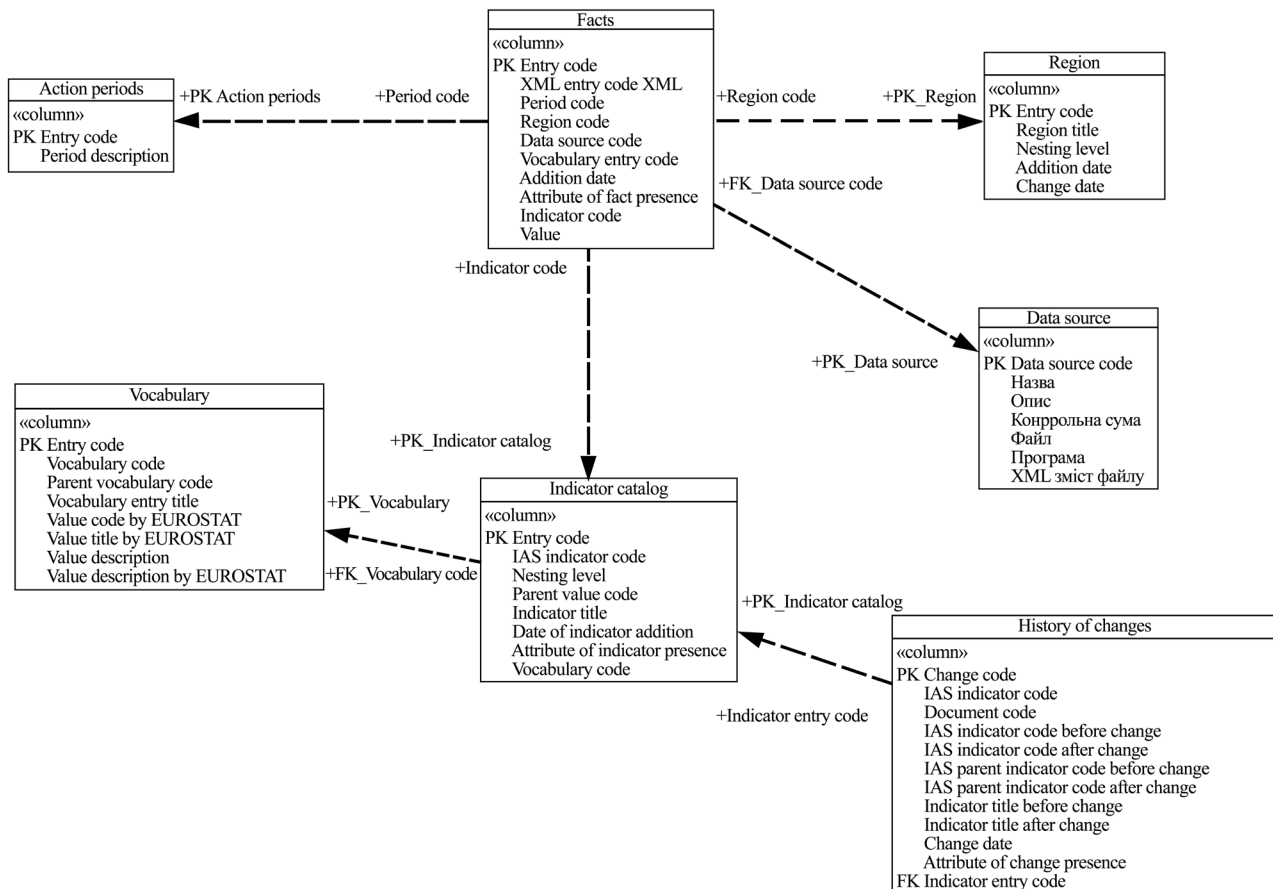 Facts
«column»
PK Entry code
XML entry code XML
Period code
Region code
Data source code
Vocabulary entry code
Addition date
Attribute of fact presence
Indicator code
Value
Action periods
«column»
PK Entry code
Period description
+PK Action periods
+Period code
+Region code
+PK_Region
Region
«column»
PK Entry code
Region title
Nesting level
Addition date
Change date
+FK_Data source code
+Indicator code
+PK_Data source
Data source
«column»
PK Data source code
Назва
Опис
Конррольна сума
Файл
Програма
XML зміст файлу
Vocabulary
«column»
PK Entry code
Vocabulary code
Parent vocabulary code
Vocabulary entry title
Value code by EUROSTAT
Value title by EUROSTAT
Value description
Value description by EUROSTAT
+PK_Indicator catalog
+PK_Vocabulary
+FK_Vocabulary code
Indicator catalog
«column»
PK Entry code
IAS indicator code
Nesting level
Parent value code
Indicator title
Date of indicator addition
Attribute of indicator presence
Vocabulary code
+PK_Indicator catalog
+Indicator entry code
History of changes
«column»
PK Change code
IAS indicator code
Document code
IAS indicator code before change
IAS indicator code after change
IAS parent indicator code before change
IAS parent indicator code after change
Indicator title before change
Indicator title after change
Change date
Attribute of change presence
FK Indicator entry code